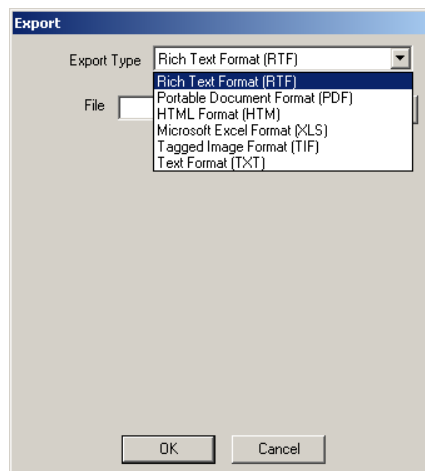 Export
Export Type Rich Text Format (RTF)
Rich Text Format (RTF)
File
Portable Document Format (PDF)
HTML Format (HTM)
Microsoft Excel Format (XLS)
Tagged Image Format (TIF)
Text Format (TXT)
OK Cancel